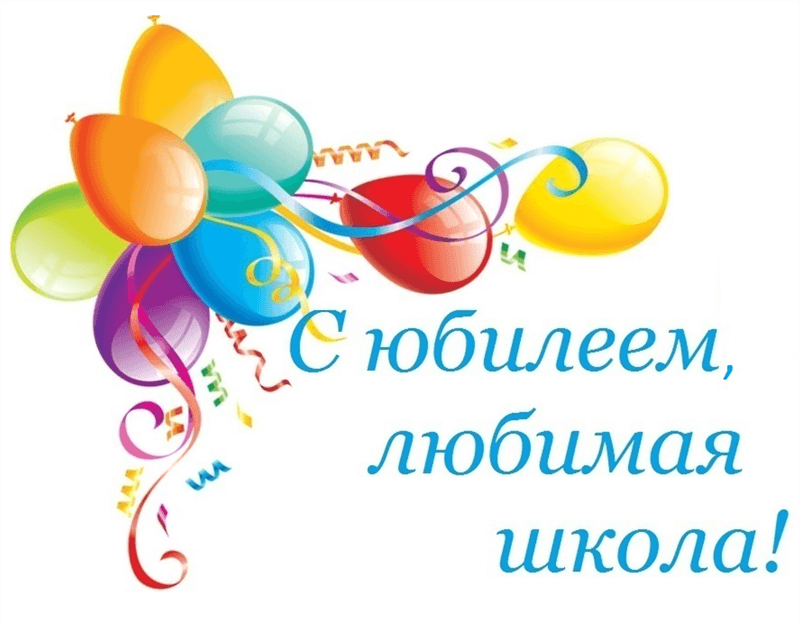 С юбилеем,
любимая
школа!